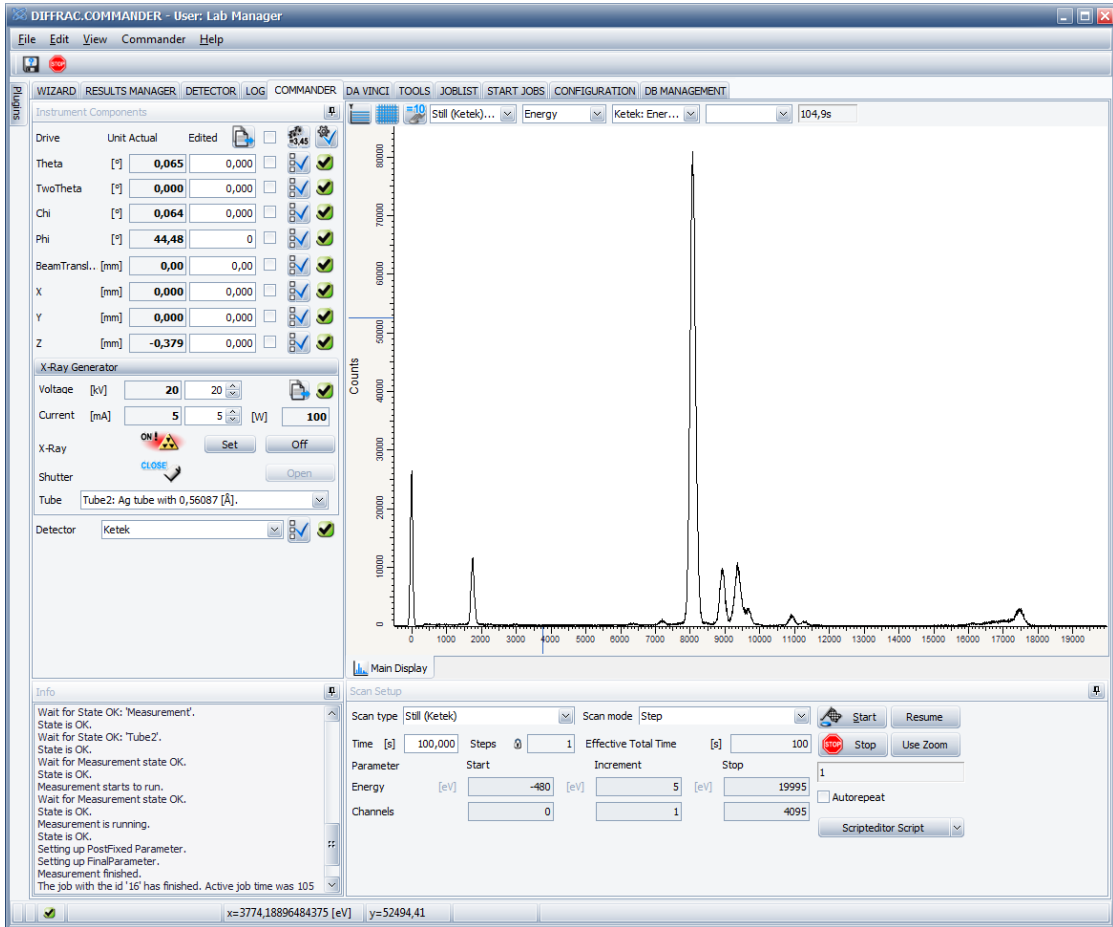 DIFFRAC.COMMANDER - User: Lab Manager
File Edit View Commander Help
STOP
Plugins
WIZARD RESULTS MANAGER DETECTOR LOG COMMANDER DA VINCI TOOLS JOBLIST START JOBS CONFIGURATION DB MANAGEMENT
Instrument Components
Drive Unit Actual Edited =3,45
Theta [°] 0,065 0,000
TwoTheta [°] 0,000 0,000
Chi [°] 0,064 0,000
Phi [°] 44,48 0
BeamTransl.. [mm] 0,00 0,00
X [mm] 0,000 0,000
Y [mm] 0,000 0,000
Z [mm] -0,379 0,000
X-Ray Generator
Voltage [kV] 20 20
Current [mA] 5 5 [W] 100
X-Ray ON! Set Off
Shutter CLOSE Open
Tube Tube2: Ag tube with 0,56087 [Å].
Detector Ketek
=10 Still (Ketek)... Energy Ketek: Ener... 104,9s
Counts
80000
70000
60000
50000
40000
30000
20000
10000
0
0 1000 2000 3000 4000 5000 6000 7000 8000 9000 10000 11000 12000 13000 14000 15000 16000 17000 18000 19000
Main Display
Info
Wait for State OK: 'Measurement'.
State is OK.
Wait for State OK: 'Tube2'.
State is OK.
Wait for Measurement state OK.
State is OK.
Measurement starts to run.
Wait for Measurement state OK.
State is OK.
Measurement is running.
State is OK.
Setting up PostFixed Parameter.
Setting up FinalParameter.
Measurement finished.
The job with the id '16' has finished. Active job time was 105
Scan Setup
Scan type Still (Ketek) Scan mode Step Start Resume
Time [s] 100,000 Steps 1 Effective Total Time [s] 100 STOP Stop Use Zoom
Parameter Start Increment Stop
1
Energy [eV] -480 [eV] 5 [eV] 19995
Autorepeat
Channels 0 1 4095
Scripteditor Script
x=3774,18896484375 [eV] y=52494,41